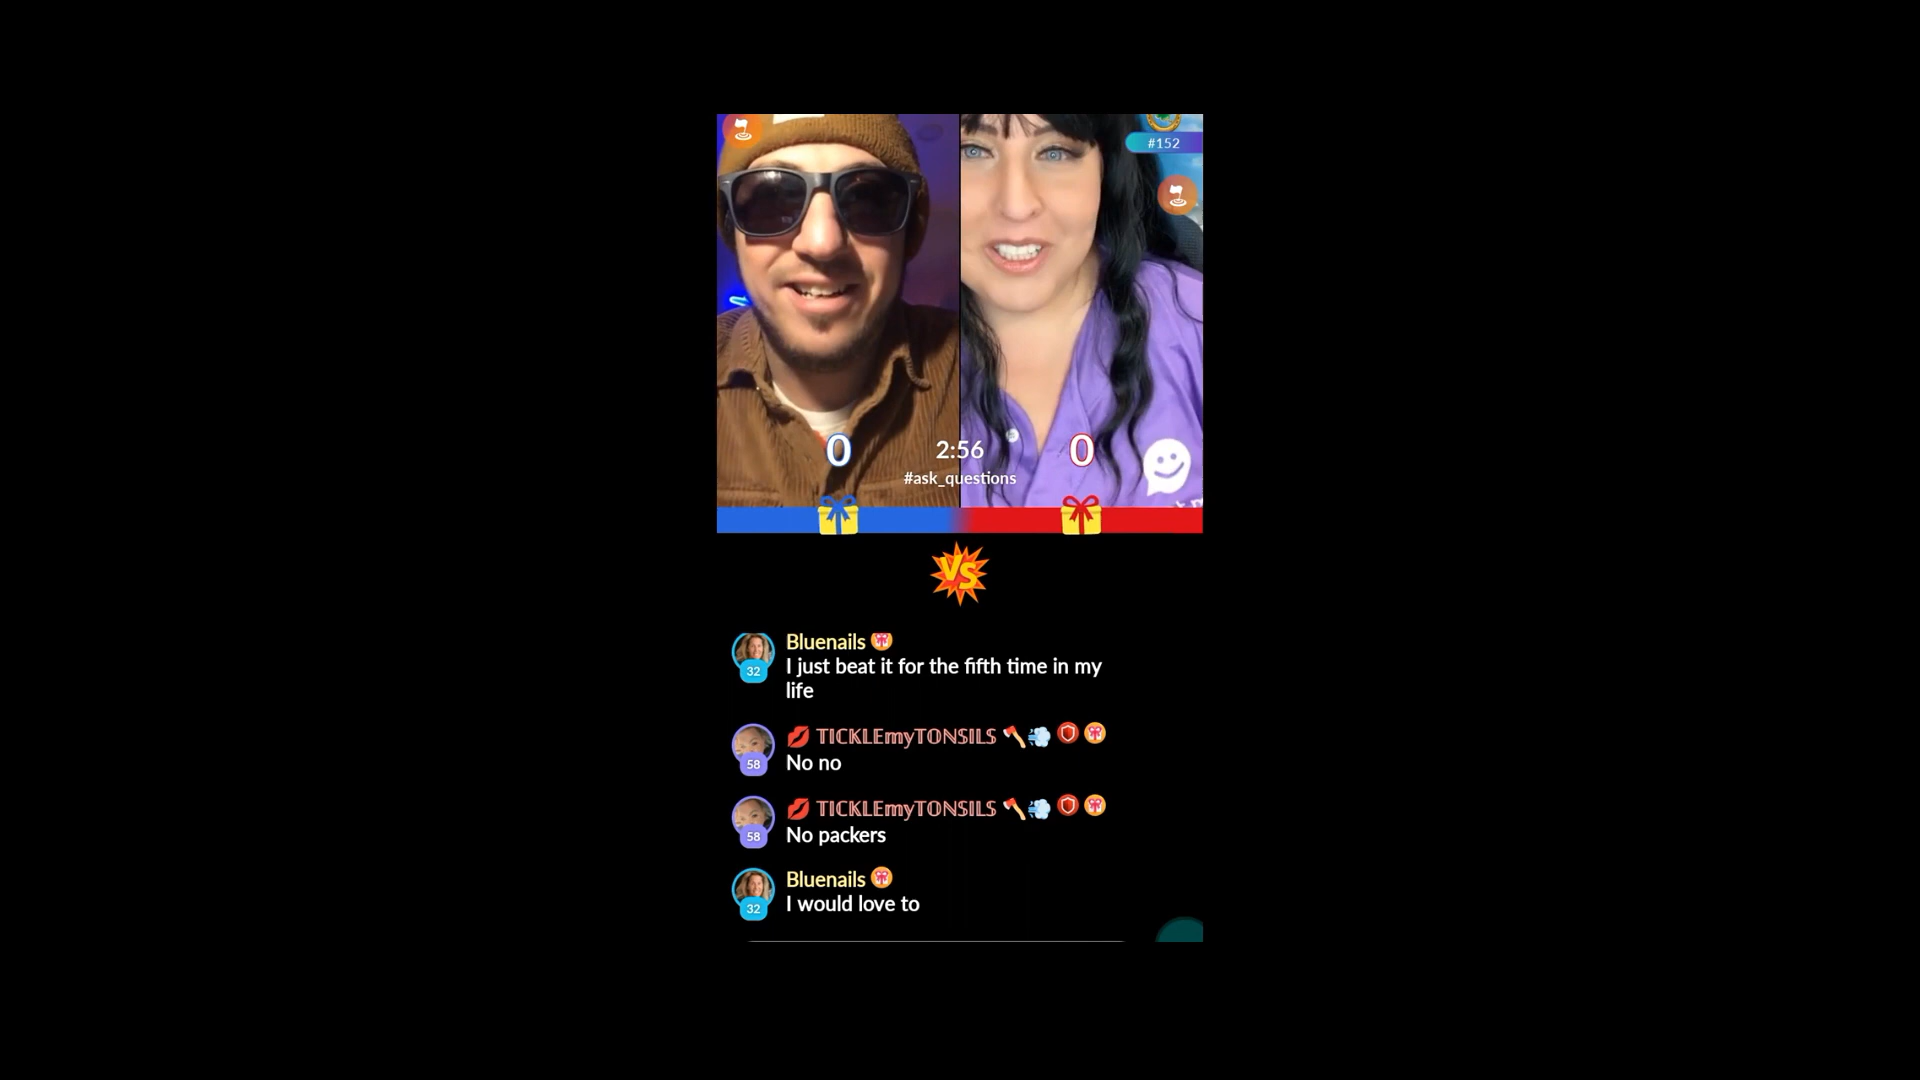 #152
0
2:56
0
#ask_questions
VS
Bluenails
32
I just beat it for the fifth time in my
life
💋 TICKLEmyTONSILS 🪓💨
58
No no
💋 TICKLEmyTONSILS 🪓💨
58
No packers
Bluenails
32
I would love to